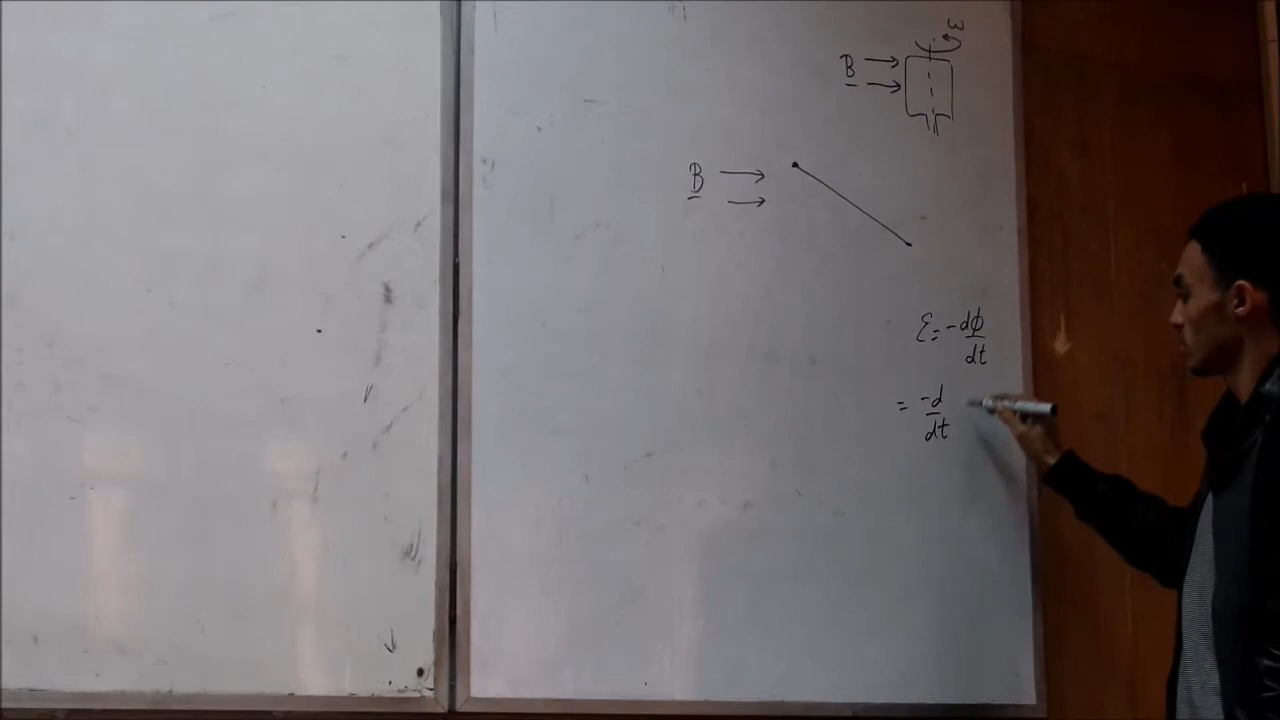 ω
B
B
ℰ = -dΦ/dt
= -d/dt